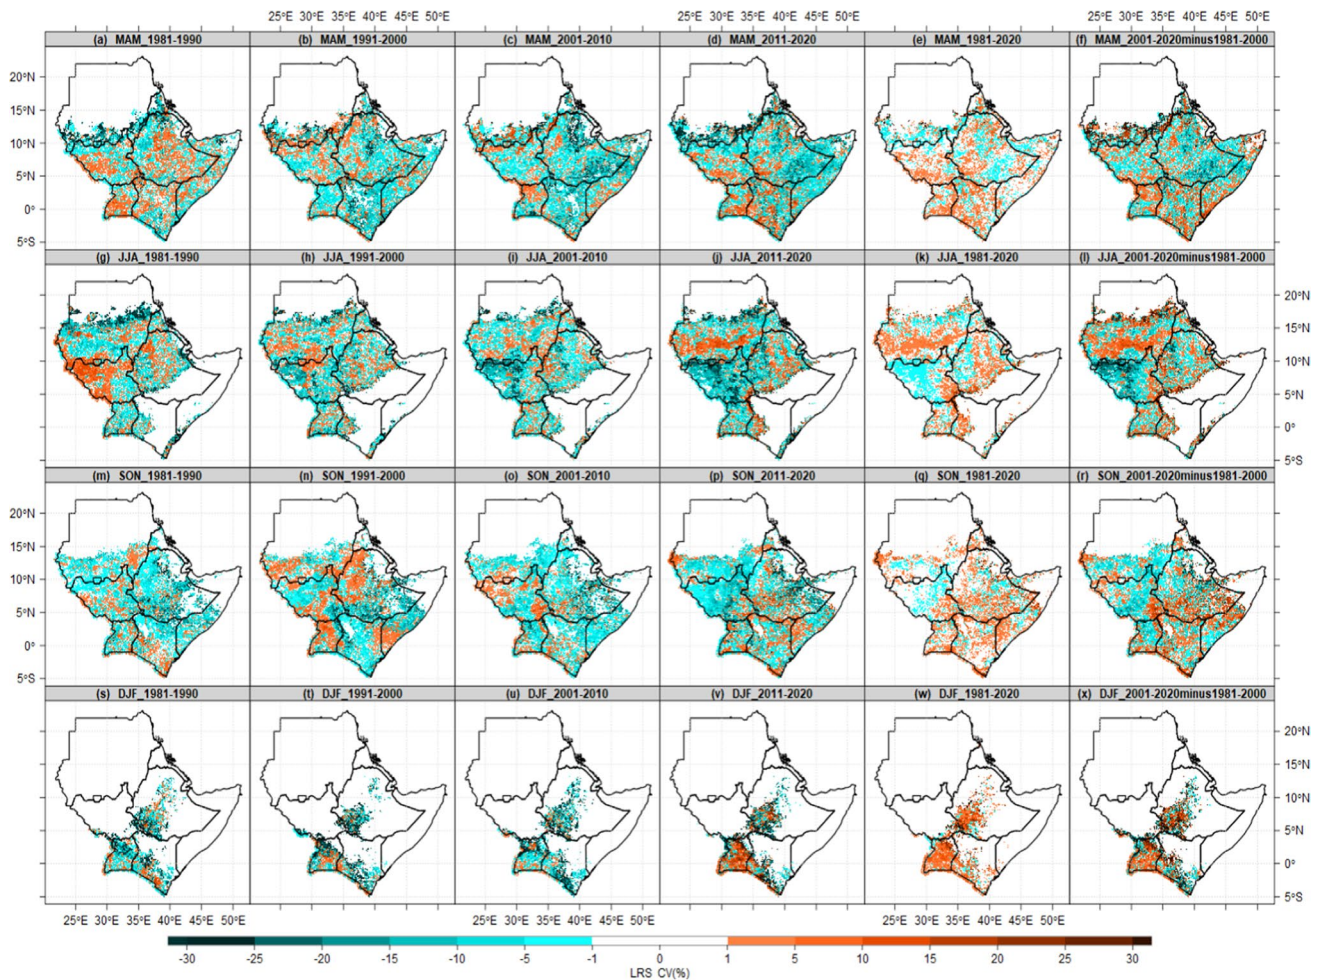 25°E 30°E 35°E 40°E 45°E 50°E 25°E 30°E 35°E 40°E 45°E 50°E 25°E 30°E 35°E 40°E 45°E 50°E
(a) MAM_1981-1990 (b) MAM_1991-2000 (c) MAM_2001-2010 (d) MAM_2011-2020 (e) MAM_1981-2020 (f) MAM_2001-2020minus1981-2000
20°N
15°N
10°N
5°N
0°
5°S
(g) JJA_1981-1990 (h) JJA_1991-2000 (i) JJA_2001-2010 (j) JJA_2011-2020 (k) JJA_1981-2020 (l) JJA_2001-2020minus1981-2000
20°N
15°N
10°N
5°N
0°
5°S
(m) SON_1981-1990 (n) SON_1991-2000 (o) SON_2001-2010 (p) SON_2011-2020 (q) SON_1981-2020 (r) SON_2001-2020minus1981-2000
20°N
15°N
10°N
5°N
0°
5°S
(s) DJF_1981-1990 (t) DJF_1991-2000 (u) DJF_2001-2010 (v) DJF_2011-2020 (w) DJF_1981-2020 (x) DJF_2001-2020minus1981-2000
20°N
15°N
10°N
5°N
0°
5°S
25°E 30°E 35°E 40°E 45°E 50°E 25°E 30°E 35°E 40°E 45°E 50°E 25°E 30°E 35°E 40°E 45°E 50°E
-30 -25 -20 -15 -10 -5 -1 0 1 5 10 15 20 25 30
LRS CV(%)